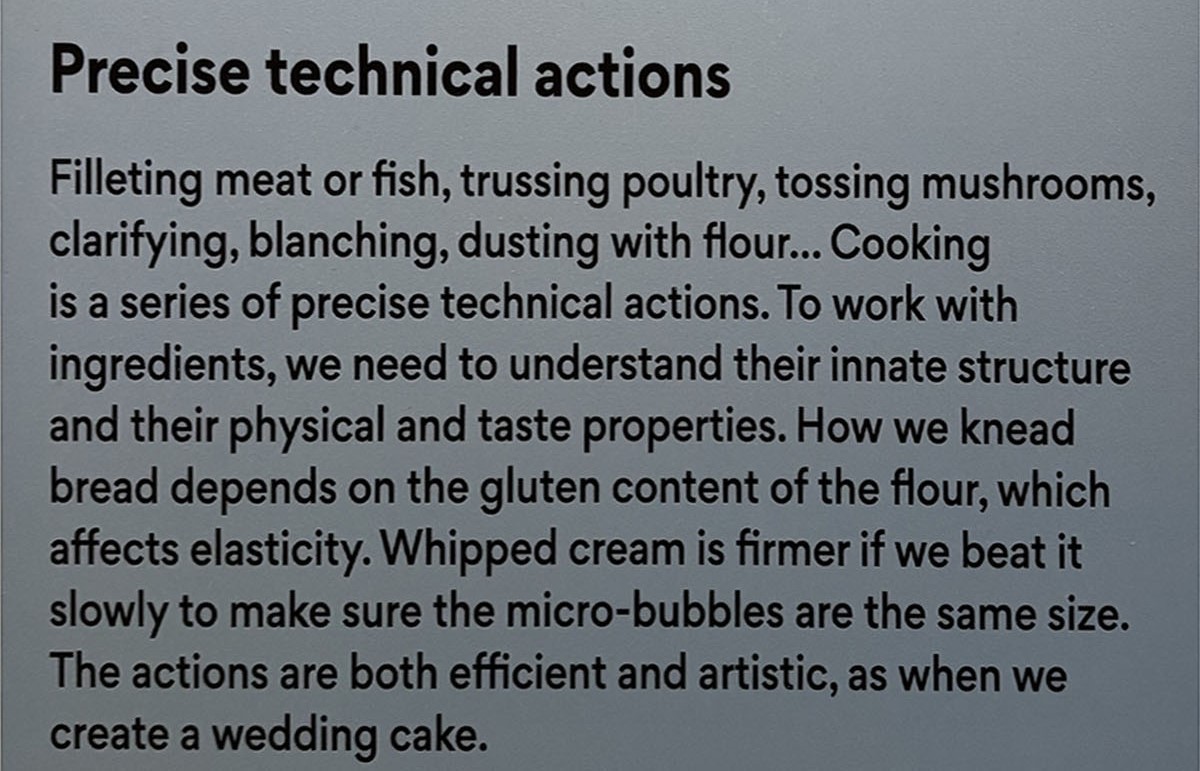 Precise technical actions
Filleting meat or fish, trussing poultry, tossing mushrooms,
clarifying, blanching, dusting with flour... Cooking
is a series of precise technical actions. To work with
ingredients, we need to understand their innate structure
and their physical and taste properties. How we knead
bread depends on the gluten content of the flour, which
affects elasticity. Whipped cream is firmer if we beat it
slowly to make sure the micro-bubbles are the same size.
The actions are both efficient and artistic, as when we
create a wedding cake.